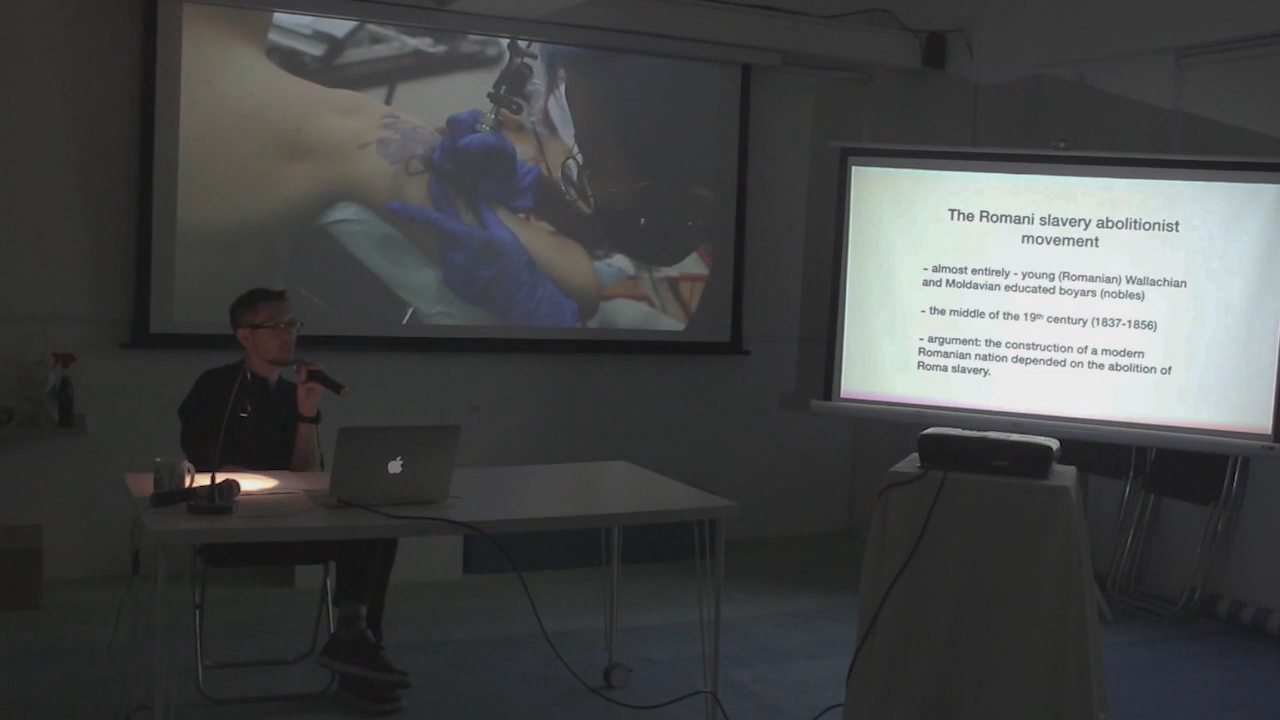 The Romani slavery abolitionist
movement
- almost entirely - young (Romanian) Wallachian
and Moldavian educated boyars (nobles)
- the middle of the 19th century (1837-1856)
- argument: the construction of a modern
Romanian nation depended on the abolition of
Roma slavery.